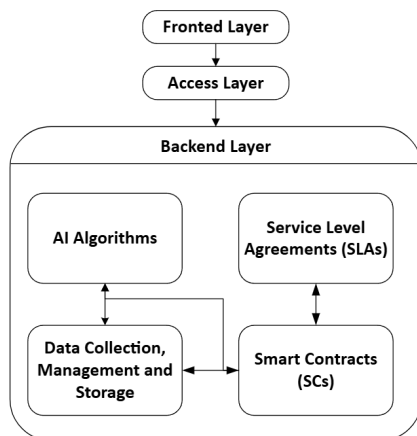 Fronted Layer
Access Layer
Backend Layer
AI Algorithms
Service Level
Agreements (SLAs)
Data Collection,
Management and
Storage
Smart Contracts
(SCs)